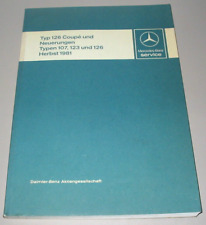 Typ 126 Coupé und
Neuerungen
Typen 107, 123 und 126
Herbst 1981
Mercedes-Benz
service
Daimler-Benz Aktiengesellschaft